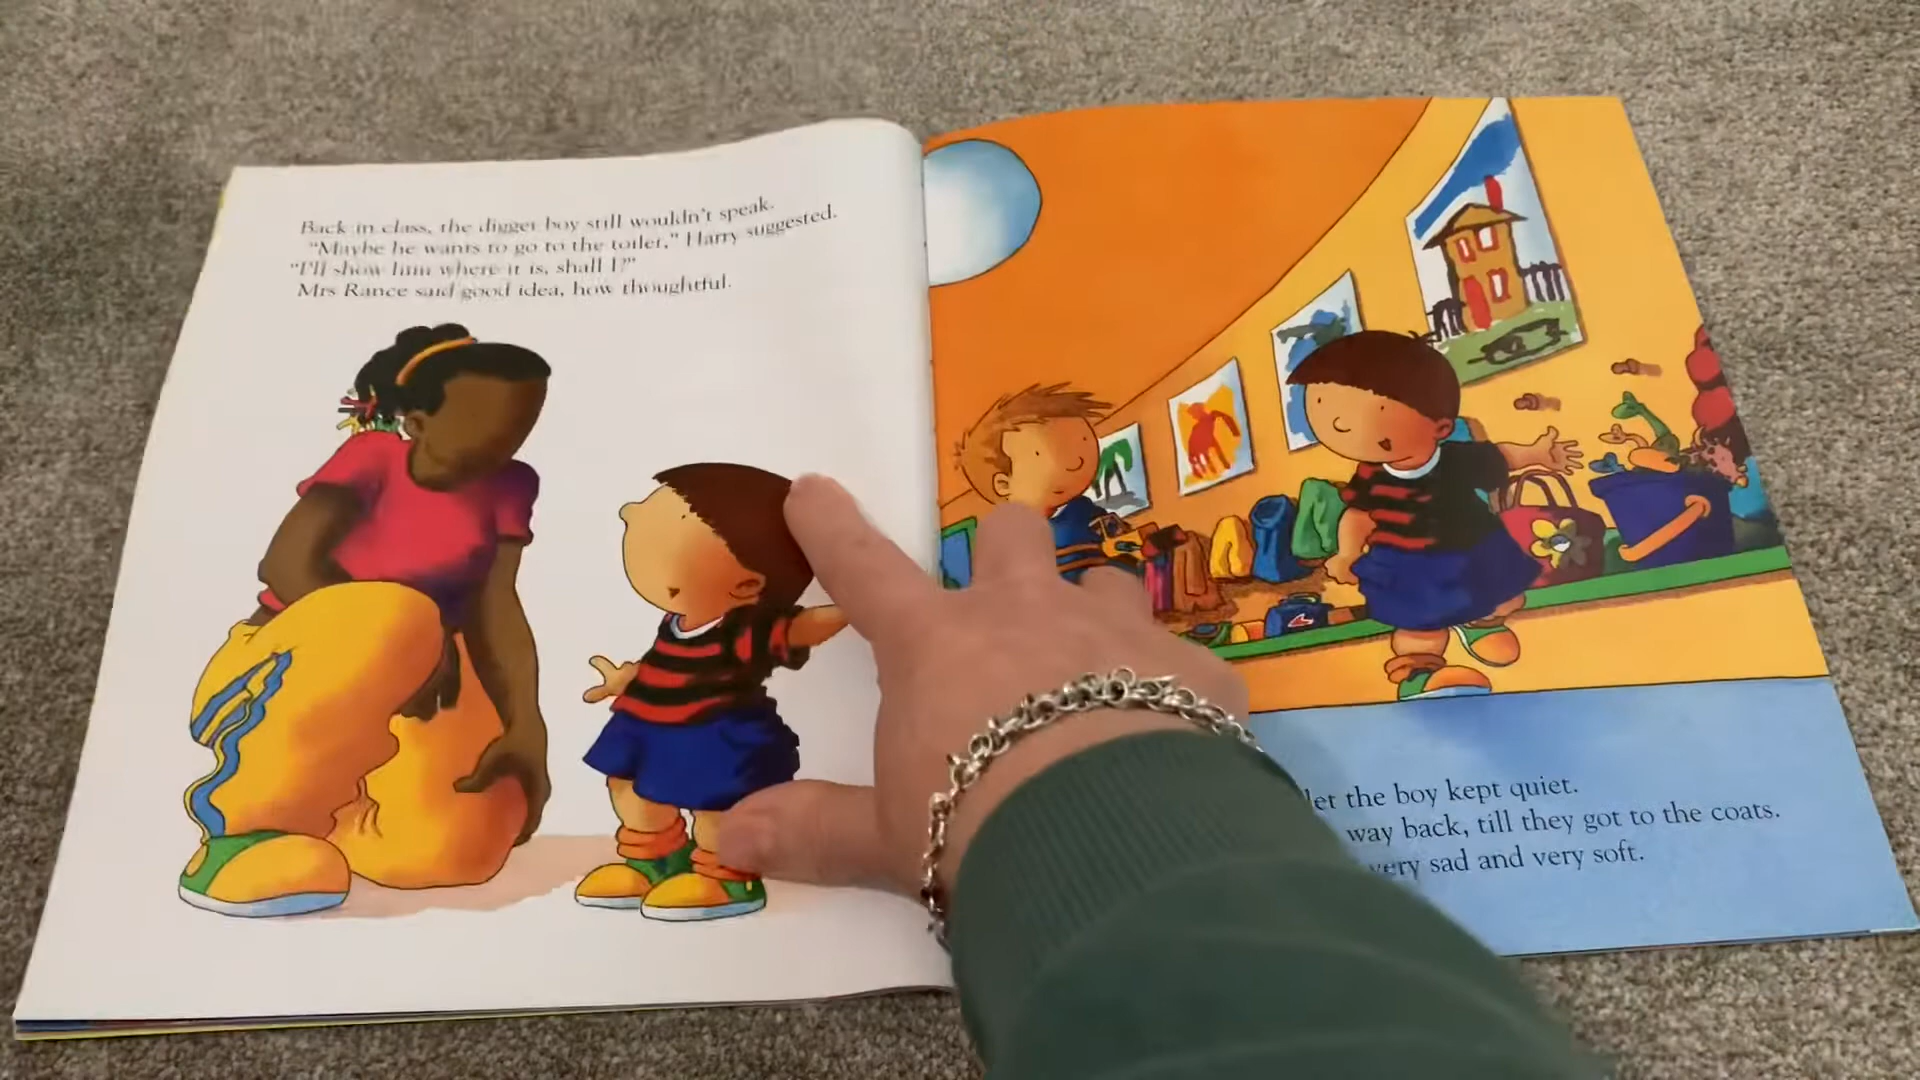 Back in class, the digger boy still wouldn't speak.
"Maybe he wants to go to the toilet," Harry suggested.
"I'll show him where it is, shall I?"
Mrs Rance said good idea, how thoughtful.
let the boy kept quiet.
way back, till they got to the coats.
very sad and very soft.